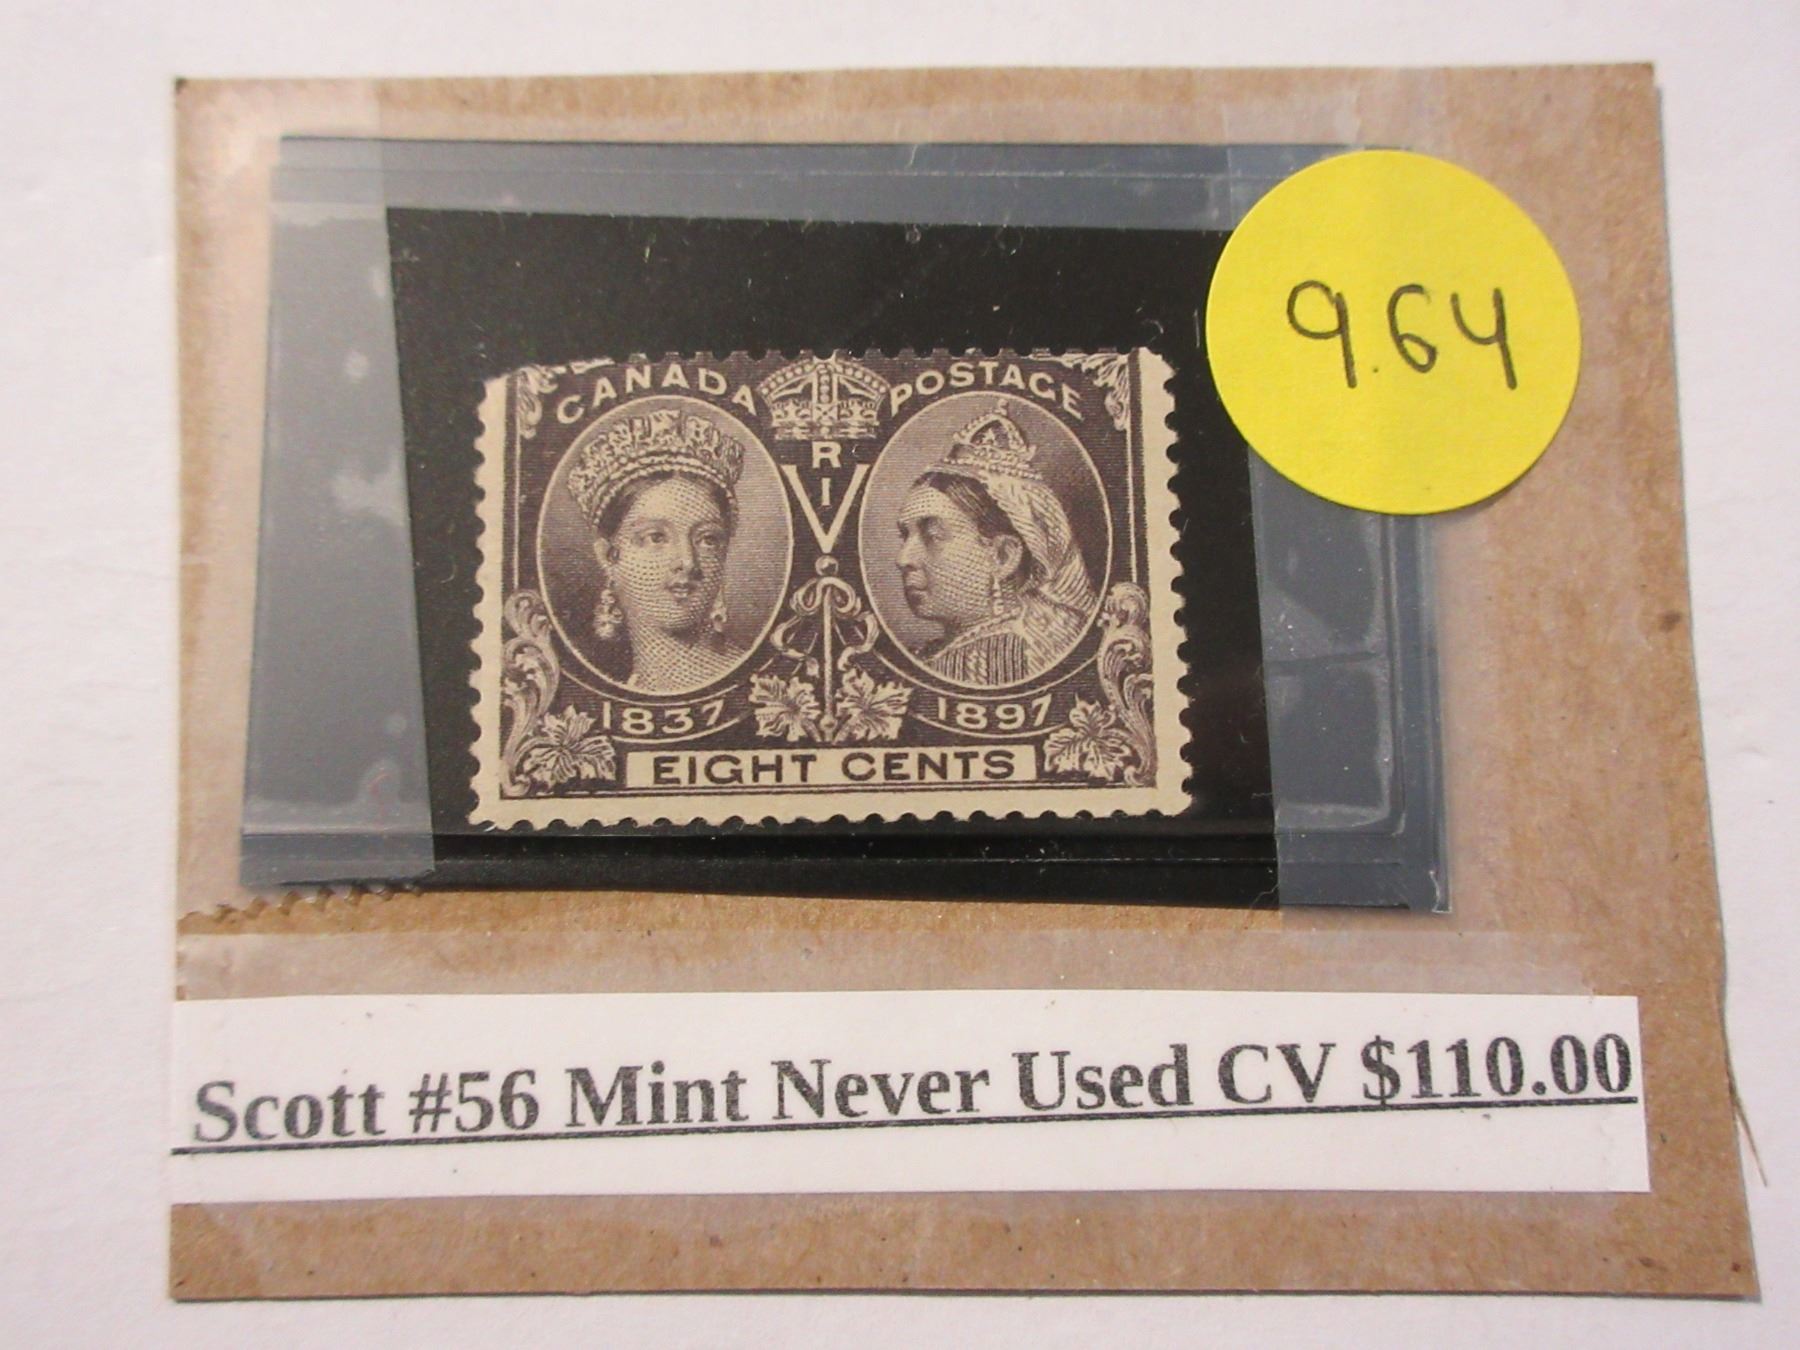 9.64
CANADA POSTAGE
R
I
V
1837 1897
EIGHT CENTS
Scott #56 Mint Never Used CV $110.00